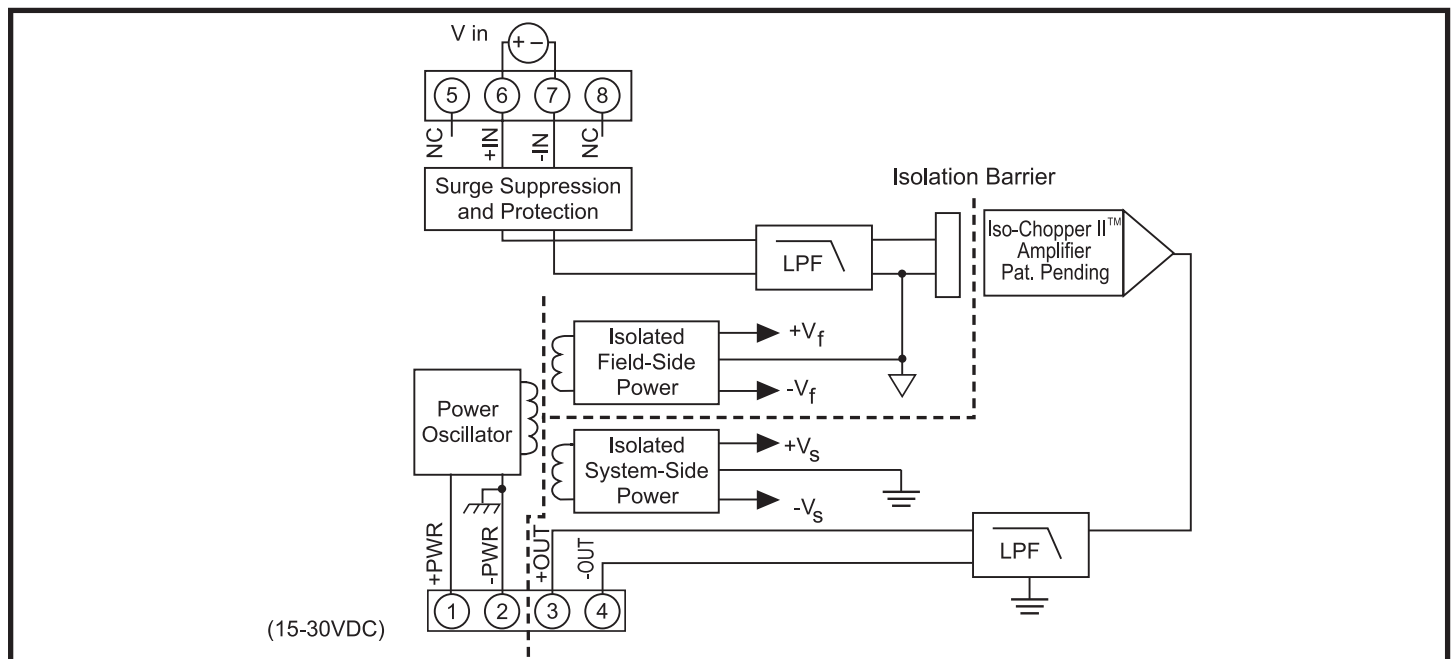 V in
+ −
5 6 7 8
NC +IN -IN NC
Surge Suppression
and Protection
Isolation Barrier
LPF
Iso-Chopper II™
Amplifier
Pat. Pending
Isolated
Field-Side
Power
+Vf
-Vf
Power
Oscillator
Isolated
System-Side
Power
+Vs
-Vs
+PWR -PWR +OUT -OUT
LPF
1 2 3 4
(15-30VDC)